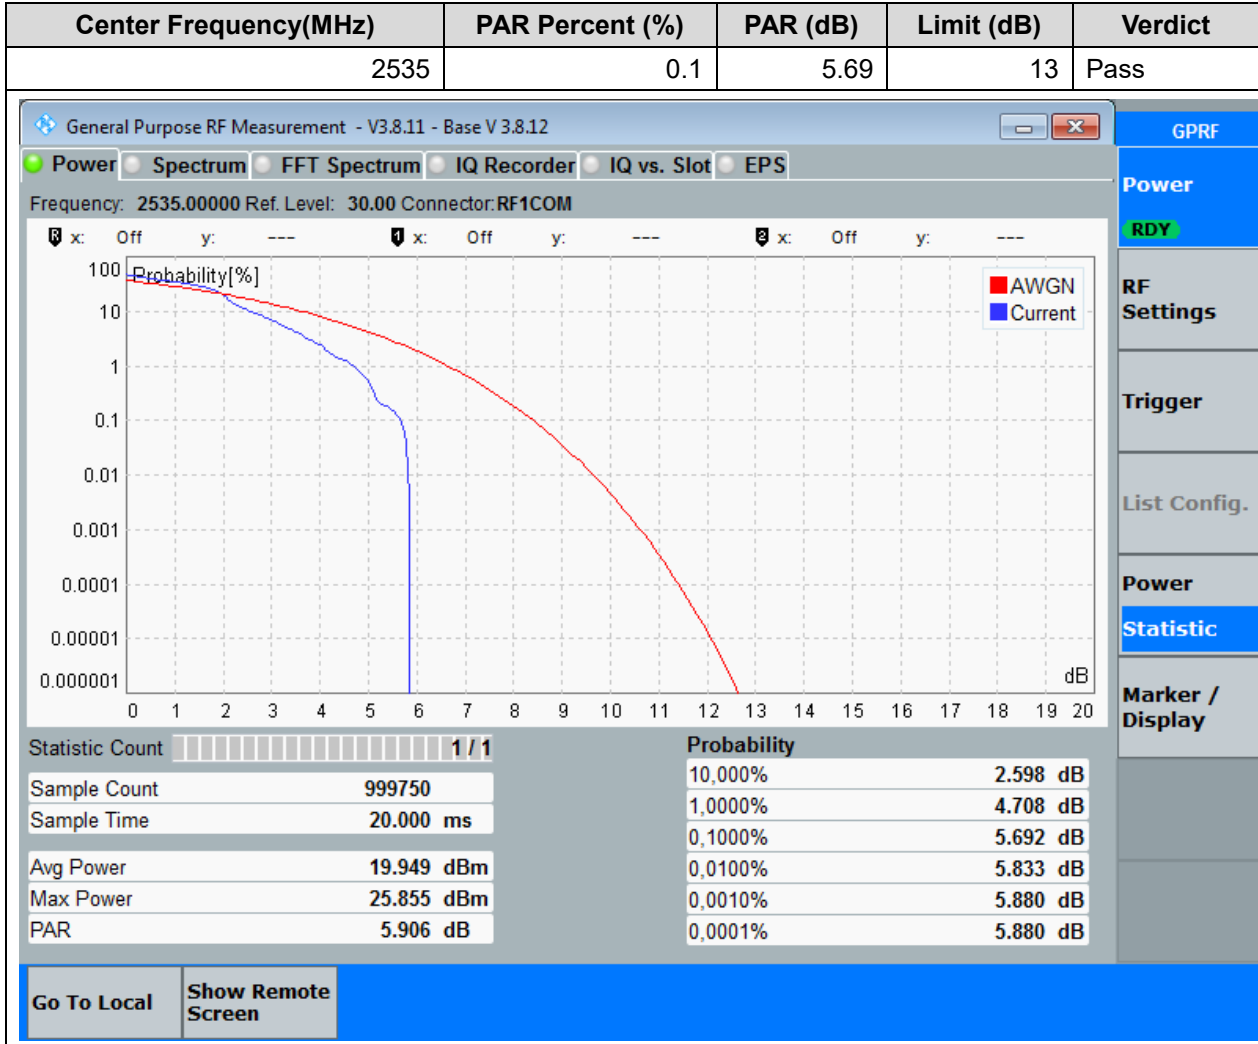 Center Frequency(MHz) PAR Percent (%) PAR (dB) Limit (dB) Verdict
2535 0.1 5.69 13 Pass
General Purpose RF Measurement - V3.8.11 - Base V 3.8.12
GPRF
Power Spectrum FFT Spectrum IQ Recorder IQ vs. Slot EPS
Frequency: 2535.00000 Ref. Level: 30.00 Connector: RF1COM
R x: Off y: --- 1 x: Off y: --- 2 x: Off y: ---
Probability[%]
100
10
1
0.1
0.01
0.001
0.0001
0.00001
0.000001
AWGN
Current
dB
0 1 2 3 4 5 6 7 8 9 10 11 12 13 14 15 16 17 18 19 20
Statistic Count 1 / 1
Sample Count 999750
Sample Time 20.000 ms
Avg Power 19.949 dBm
Max Power 25.855 dBm
PAR 5.906 dB
Probability
10,000% 2.598 dB
1,0000% 4.708 dB
0,1000% 5.692 dB
0,0100% 5.833 dB
0,0010% 5.880 dB
0,0001% 5.880 dB
Power
RDY
RF
Settings
Trigger
List Config.
Power
Statistic
Marker /
Display
Go To Local
Show Remote
Screen